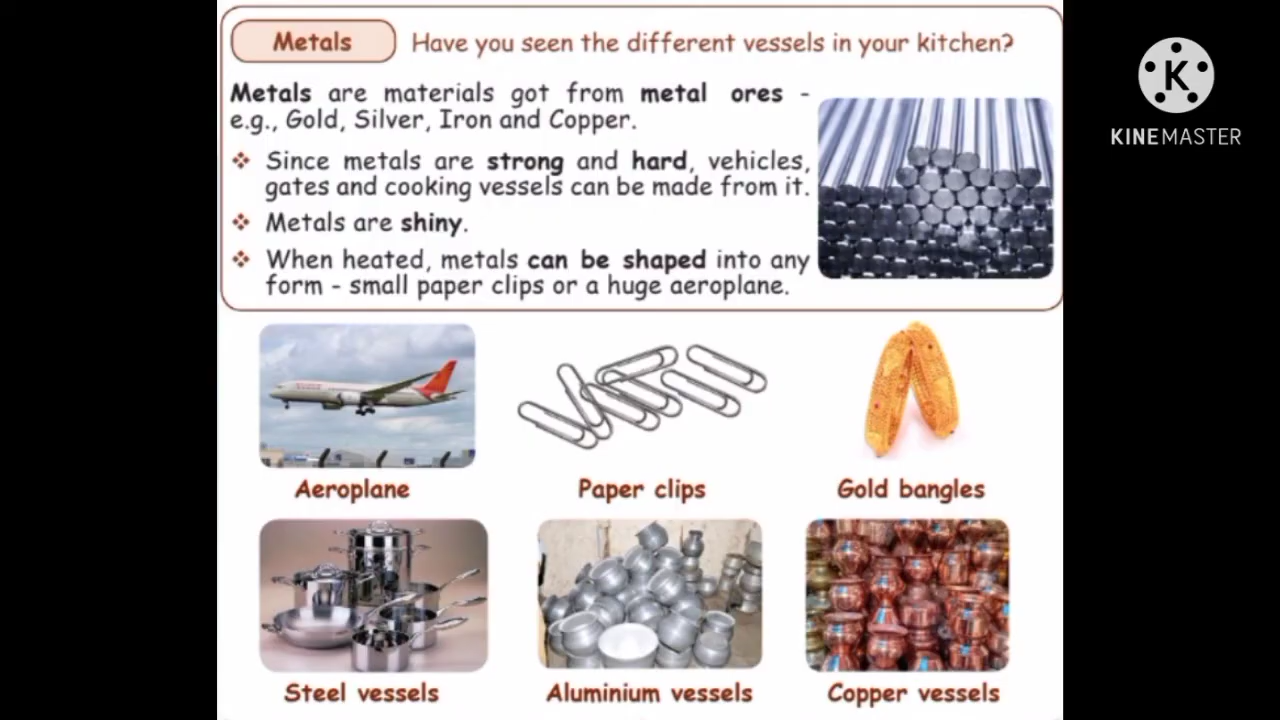 Metals
Have you seen the different vessels in your kitchen?
Metals are materials got from metal ores -
e.g., Gold, Silver, Iron and Copper.
❖ Since metals are strong and hard, vehicles,
gates and cooking vessels can be made from it.
❖ Metals are shiny.
❖ When heated, metals can be shaped into any
form - small paper clips or a huge aeroplane.
Aeroplane
Paper clips
Gold bangles
Steel vessels
Aluminium vessels
Copper vessels
K
KINEMASTER